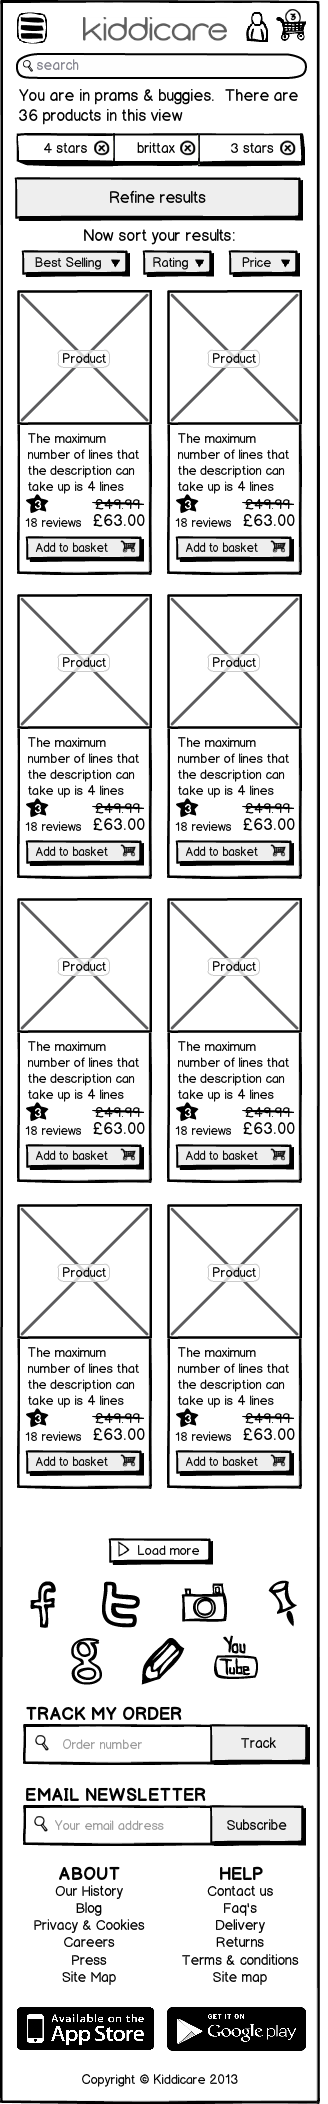 kiddicare 3
search
You are in prams & buggies. There are
36 products in this view
4 stars brittax 3 stars
Refine results
Now sort your results:
Best Selling Rating Price
Product Product
The maximum The maximum
number of lines that number of lines that
the description can the description can
take up is 4 lines take up is 4 lines
3 £49.99 3 £49.99
18 reviews £63.00 18 reviews £63.00
Add to basket Add to basket
Product Product
The maximum The maximum
number of lines that number of lines that
the description can the description can
take up is 4 lines take up is 4 lines
3 £49.99 3 £49.99
18 reviews £63.00 18 reviews £63.00
Add to basket Add to basket
Product Product
The maximum The maximum
number of lines that number of lines that
the description can the description can
take up is 4 lines take up is 4 lines
3 £49.99 3 £49.99
18 reviews £63.00 18 reviews £63.00
Add to basket Add to basket
Product Product
The maximum The maximum
number of lines that number of lines that
the description can the description can
take up is 4 lines take up is 4 lines
3 £49.99 3 £49.99
18 reviews £63.00 18 reviews £63.00
Add to basket Add to basket
Load more
f t
g You
Tube
TRACK MY ORDER
Order number Track
EMAIL NEWSLETTER
Your email address Subscribe
ABOUT HELP
Our History Contact us
Blog Faq's
Privacy & Cookies Delivery
Careers Returns
Press Terms & conditions
Site Map Site map
Available on the GET IT ON
App Store Google play
Copyright © Kiddicare 2013